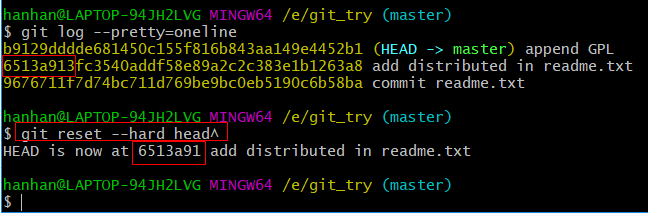 hanhan@LAPTOP-94JH2LVG MINGW64 /e/git_try (master)
$ git log --pretty=oneline
b9129dddde681450c155f816b843aa149e4452b1 (HEAD -> master) append GPL
6513a913fc3540addf58e89a2c2c383e1b1263a8 add distributed in readme.txt
9676711f7d74bc711d769be9bc0eb5190c6b58ba commit readme.txt
hanhan@LAPTOP-94JH2LVG MINGW64 /e/git_try (master)
$ git reset --hard head^
HEAD is now at 6513a91 add distributed in readme.txt
hanhan@LAPTOP-94JH2LVG MINGW64 /e/git_try (master)
$